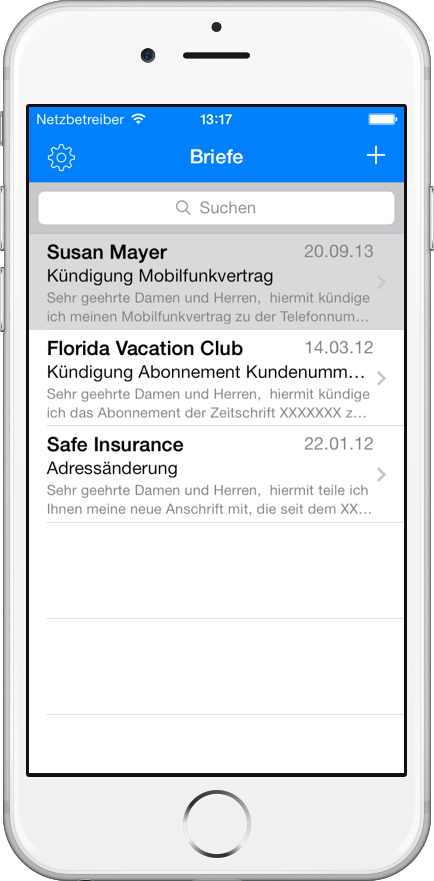 Netzbetreiber 13:17
Briefe
Suchen
Susan Mayer 20.09.13
Kündigung Mobilfunkvertrag
Sehr geehrte Damen und Herren,  hiermit kündige
ich meinen Mobilfunkvertrag zu der Telefonnum...
Florida Vacation Club 14.03.12
Kündigung Abonnement Kundenumm...
Sehr geehrte Damen und Herren,  hiermit kündige
ich das Abonnement der Zeitschrift XXXXXXX z...
Safe Insurance 22.01.12
Adressänderung
Sehr geehrte Damen und Herren,  hiermit teile ich
Ihnen meine neue Anschrift mit, die seit dem XX...